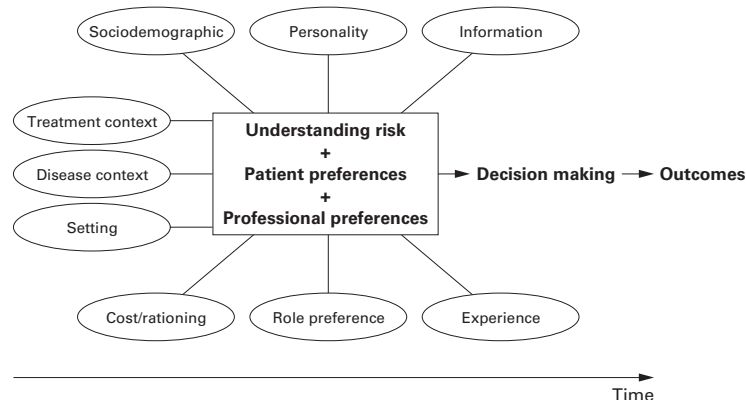 Sociodemographic
Personality
Information
Treatment context
Disease context
Setting
Understanding risk
+
Patient preferences
+
Professional preferences
Decision making
Outcomes
Cost/rationing
Role preference
Experience
Time